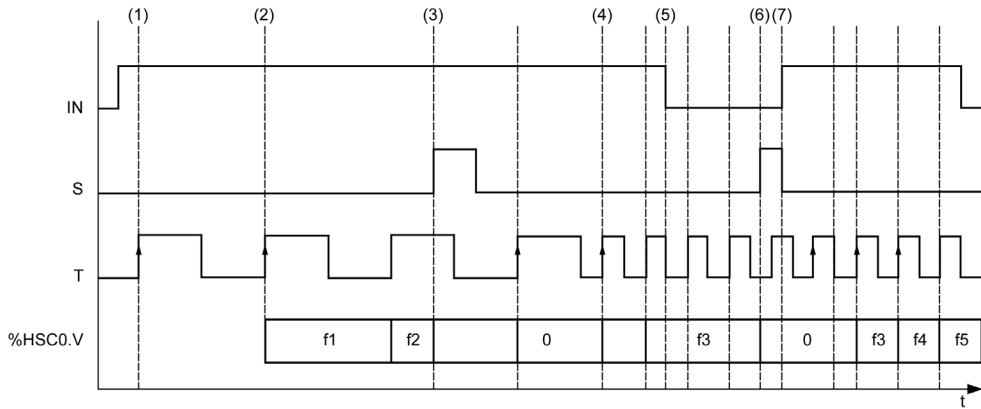 (1) (2) (3) (4) (5) (6) (7)
IN
S
T
%HSC0.V f1 f2 0 f3 0 f3 f4 f5
t